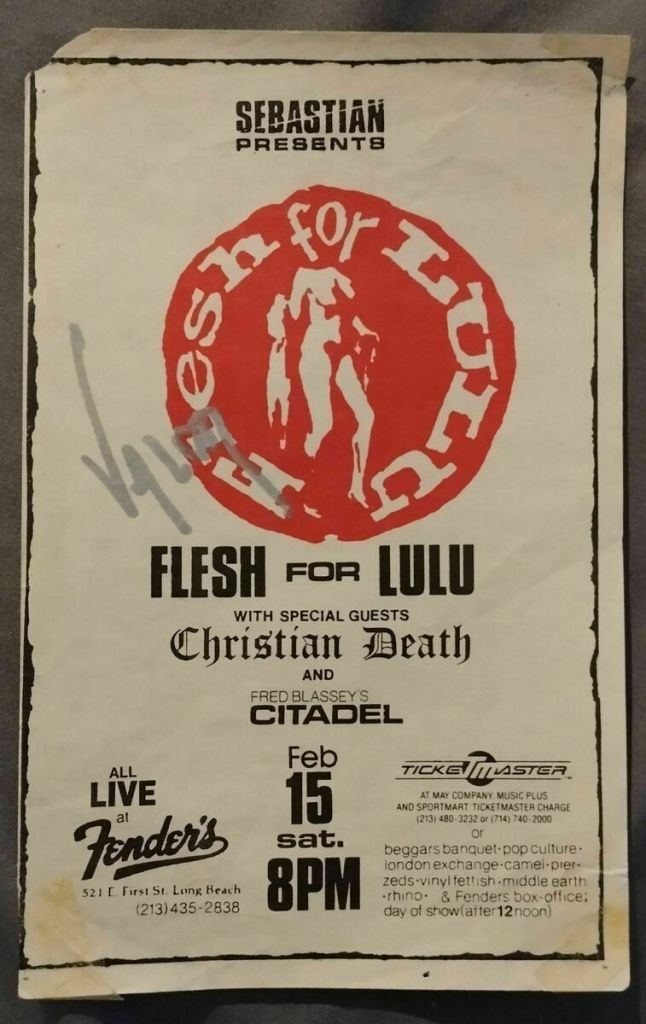 SEBASTIAN
PRESENTS
Flesh for LULU
FLESH FOR LULU
WITH SPECIAL GUESTS
Christian Death
AND
FRED BLASSEY'S
CITADEL
ALL
LIVE
at
Fender's
521 E. First St. Long Beach
(213)435-2838
Feb
15
sat.
8PM
TICKETMASTER
AT MAY COMPANY MUSIC PLUS
AND SPORTMART TICKETMASTER CHARGE
(213) 480-3232 or (714) 740-2000
or
beggars banquet·pop culture·
london exchange·camel·pier·
zeds·vinyl fettish·middle earth
·rhino· & Fenders box-office;
day of show(after 12 noon)